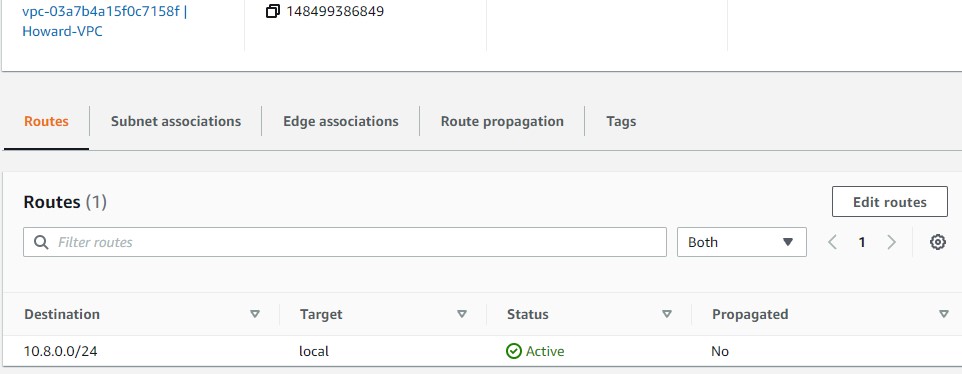 vpc-03a7b4a15f0c7158f |
Howard-VPC
148499386849
Routes Subnet associations Edge associations Route propagation Tags
Routes (1)
Edit routes
Filter routes
Both
1
Destination Target Status Propagated
10.8.0.0/24 local Active No